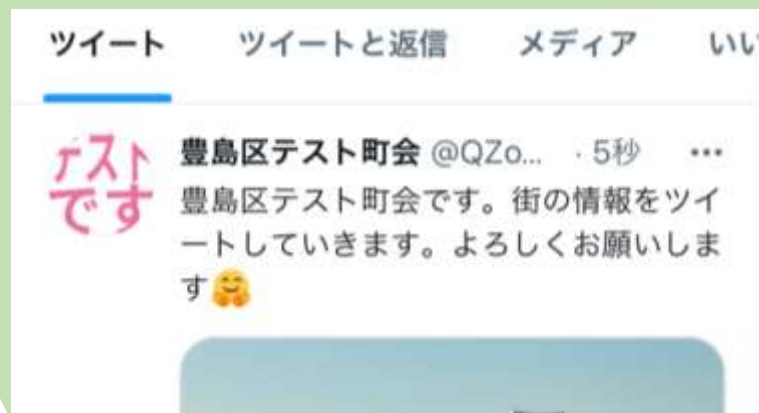 ツイート ツイートと返信 メディア いい
テスト
です
豊島区テスト町会 @QZo... · 5秒 …
豊島区テスト町会です。街の情報をツイ
ートしていきます。よろしくお願いしま
す🤗